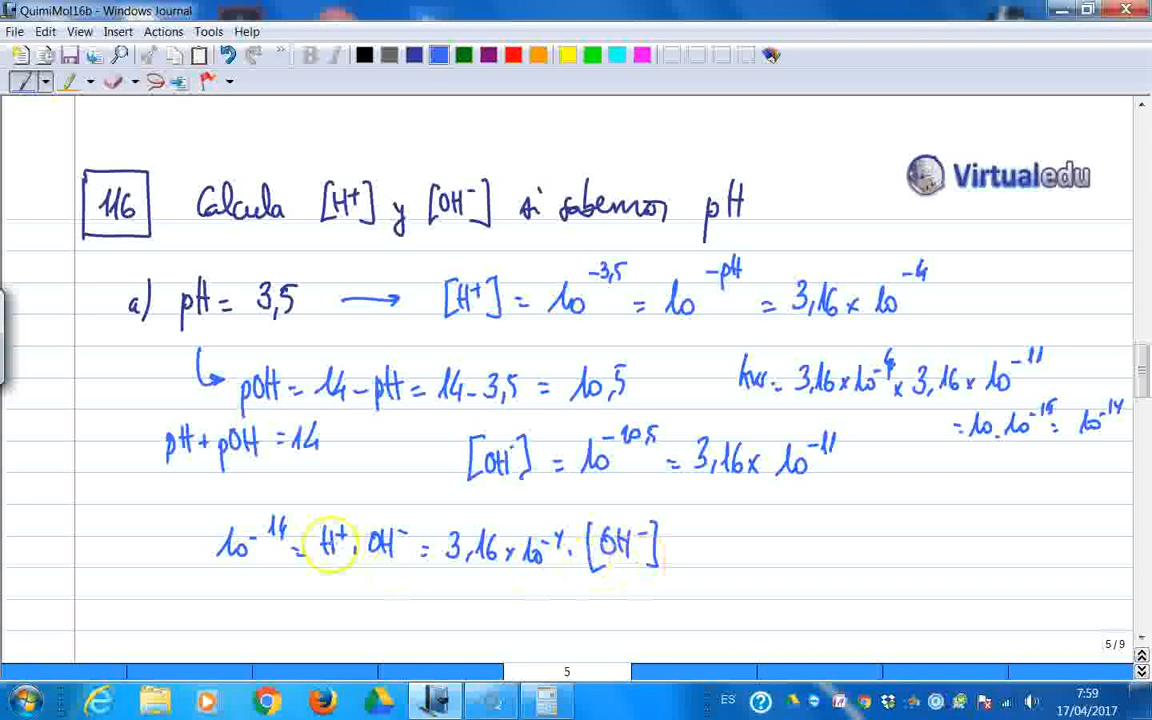 QuimiMol16b - Windows Journal
File Edit View Insert Actions Tools Help
Virtualedu
116 Calcula [H⁺] y [OH⁻] si sabemos pH
a) pH = 3,5 → [H⁺] = 10^-3,5 = 10^-pH = 3,16 × 10^-4
pOH = 14 - pH = 14 - 3,5 = 10,5
kw = 3,16 × 10^-4 × 3,16 × 10^-11
= 10 . 10^-15 = 10^-14
pH + pOH = 14
[OH⁻] = 10^-10,5 = 3,16 × 10^-11
10^-14 = H⁺ . OH⁻ = 3,16 × 10^-4 . [OH⁻]
5 / 9
5
ES
7:59
17/04/2017